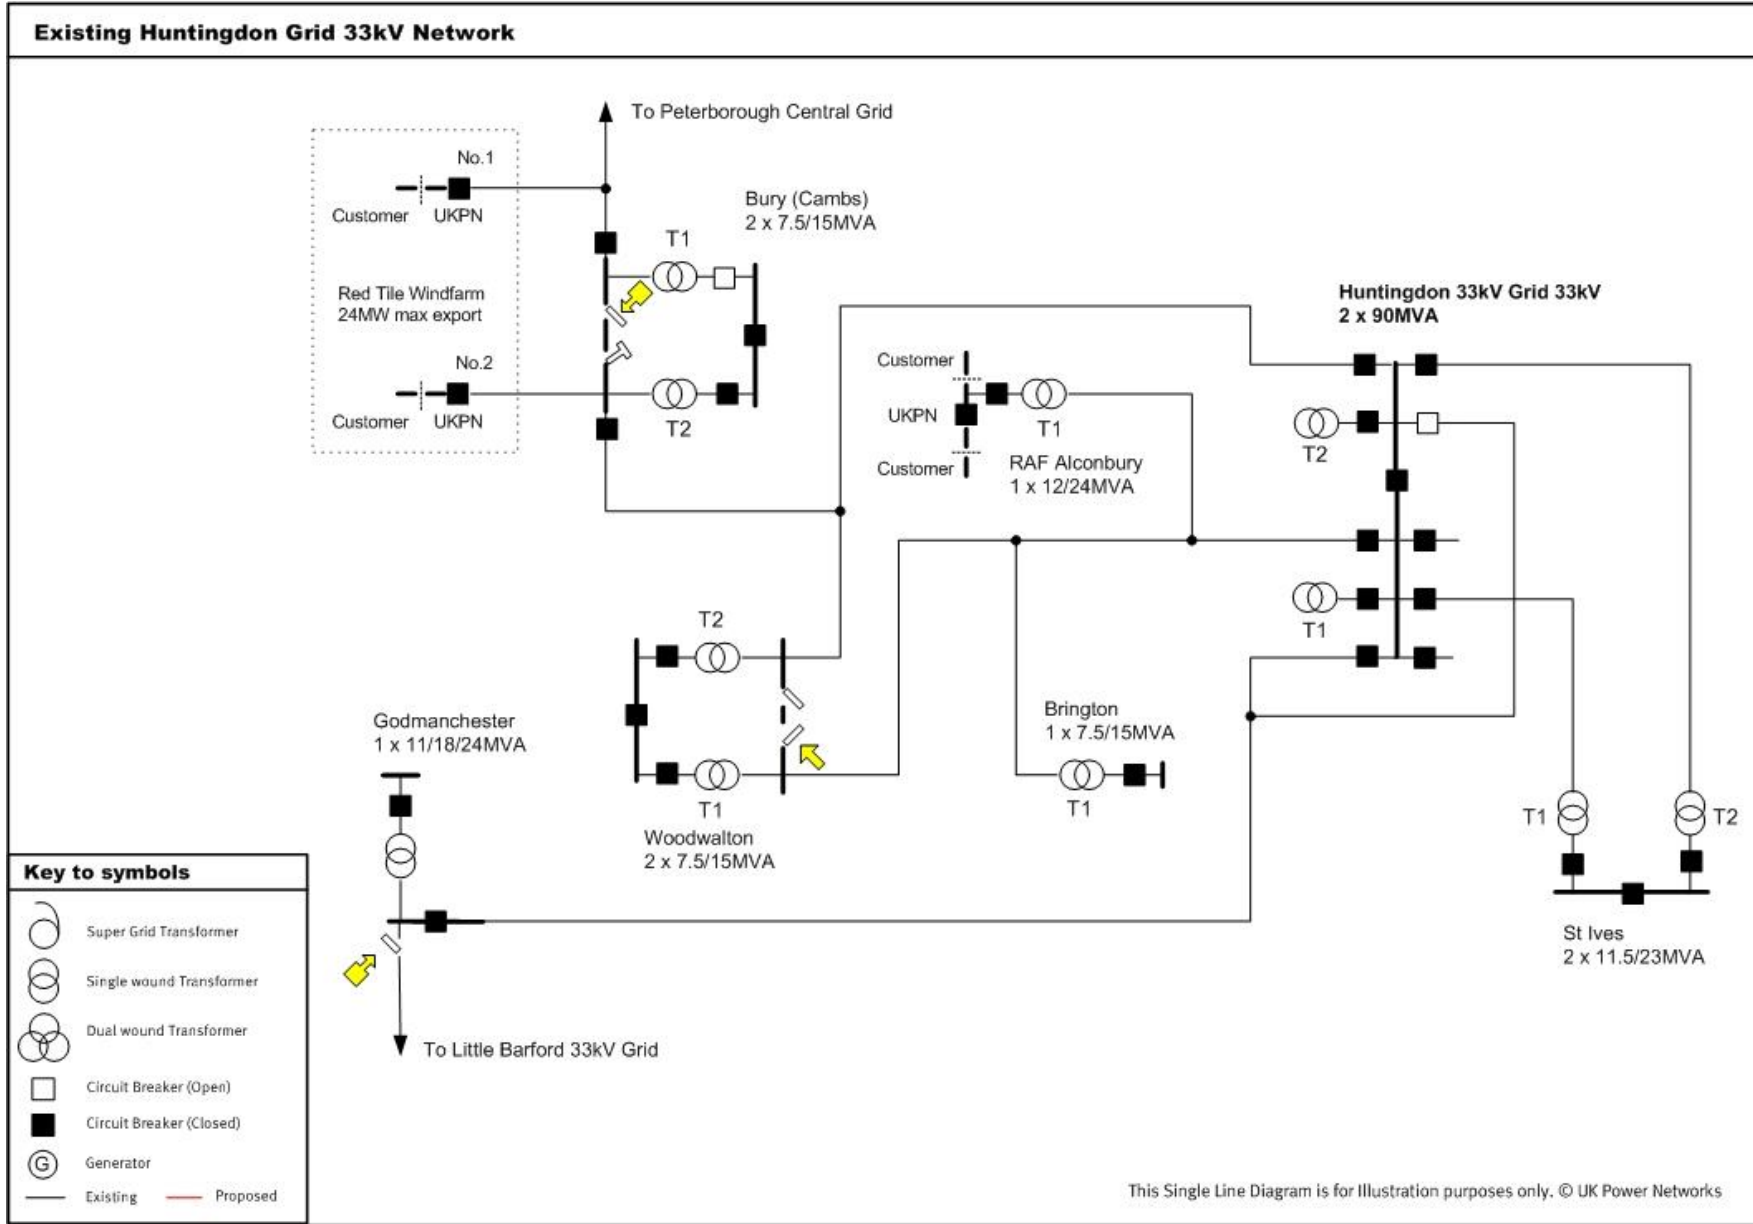 Existing Huntingdon Grid 33kV Network
To Peterborough Central Grid
No.1
Customer
UKPN
Red Tile Windfarm
24MW max export
No.2
Customer
UKPN
Bury (Cambs)
2 x 7.5/15MVA
T1
T2
Customer
UKPN
Customer
T1
RAF Alconbury
1 x 12/24MVA
Huntingdon 33kV Grid 33kV
2 x 90MVA
T2
T1
T2
T1
Woodwalton
2 x 7.5/15MVA
Brington
1 x 7.5/15MVA
T1
Godmanchester
1 x 11/18/24MVA
To Little Barford 33kV Grid
T1
T2
St Ives
2 x 11.5/23MVA
Key to symbols
Super Grid Transformer
Single wound Transformer
Dual wound Transformer
Circuit Breaker (Open)
Circuit Breaker (Closed)
G
Generator
Existing
Proposed
This Single Line Diagram is for Illustration purposes only. © UK Power Networks